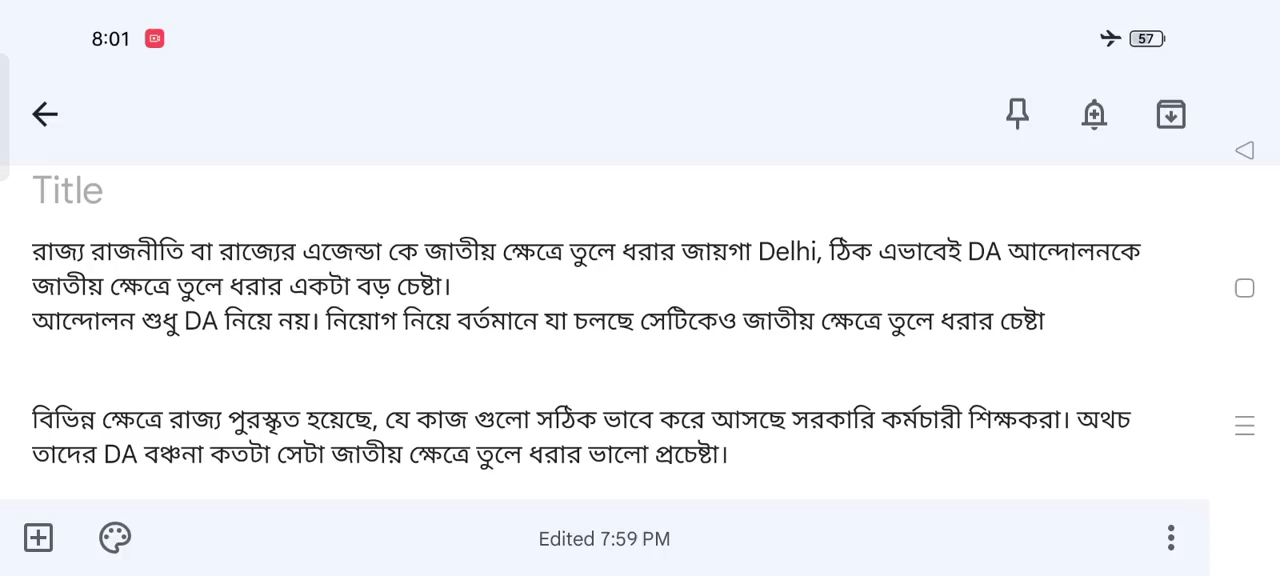 8:01
57
Title
রাজ্য রাজনীতি বা রাজ্যের এজেন্ডা কে জাতীয় ক্ষেত্রে তুলে ধরার জায়গা Delhi, ঠিক এভাবেই DA আন্দোলনকে
জাতীয় ক্ষেত্রে তুলে ধরার একটা বড় চেষ্টা।
আন্দোলন শুধু DA নিয়ে নয়। নিয়োগ নিয়ে বর্তমানে যা চলছে সেটিকেও জাতীয় ক্ষেত্রে তুলে ধরার চেষ্টা
বিভিন্ন ক্ষেত্রে রাজ্য পুরস্কৃত হয়েছে, যে কাজ গুলো সঠিক ভাবে করে আসছে সরকারি কর্মচারী শিক্ষকরা। অথচ
তাদের DA বঞ্চনা কতটা সেটা জাতীয় ক্ষেত্রে তুলে ধরার ভালো প্রচেষ্টা।
Edited 7:59 PM